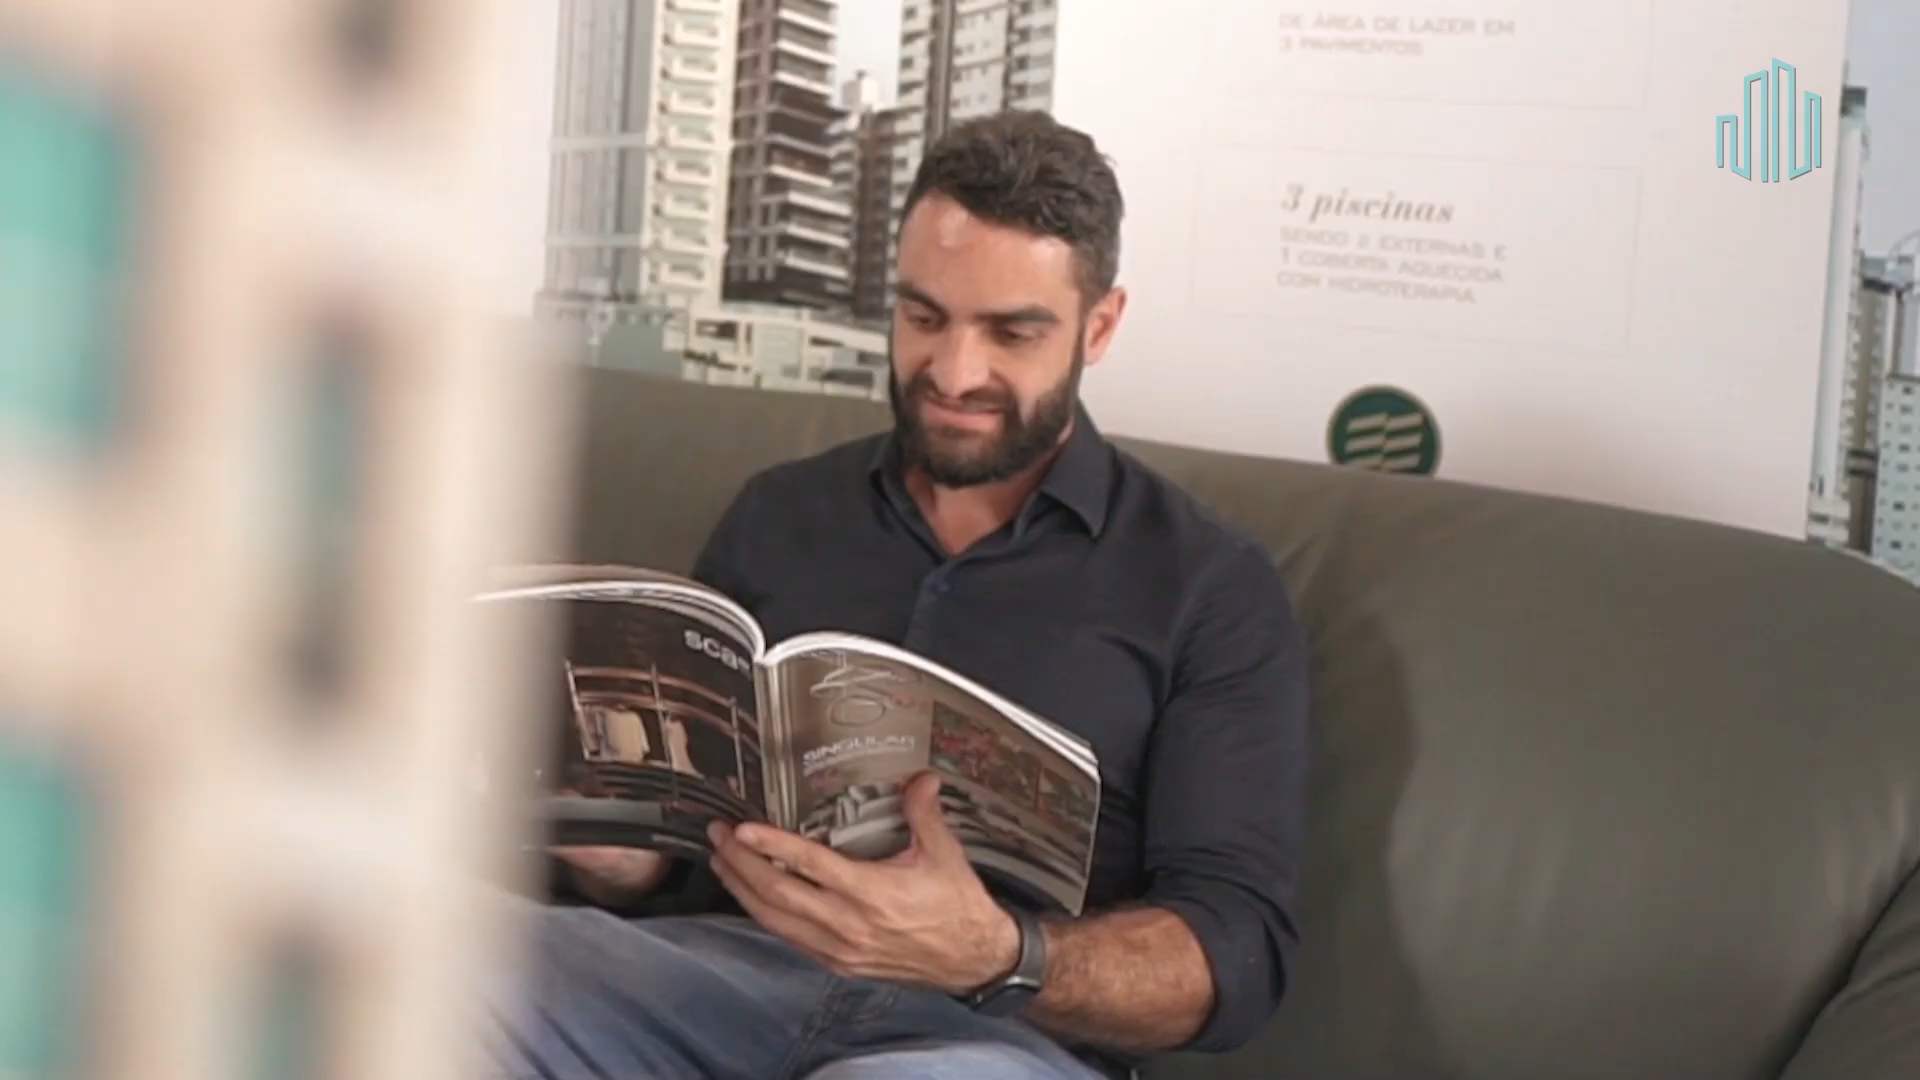 DE ÁREA DE LAZER EM
3 PAVIMENTOS
3 piscinas
SENDO 2 EXTERNAS E
1 COBERTA AQUECIDA
COM HIDROTERAPIA
sca
SINGULAR